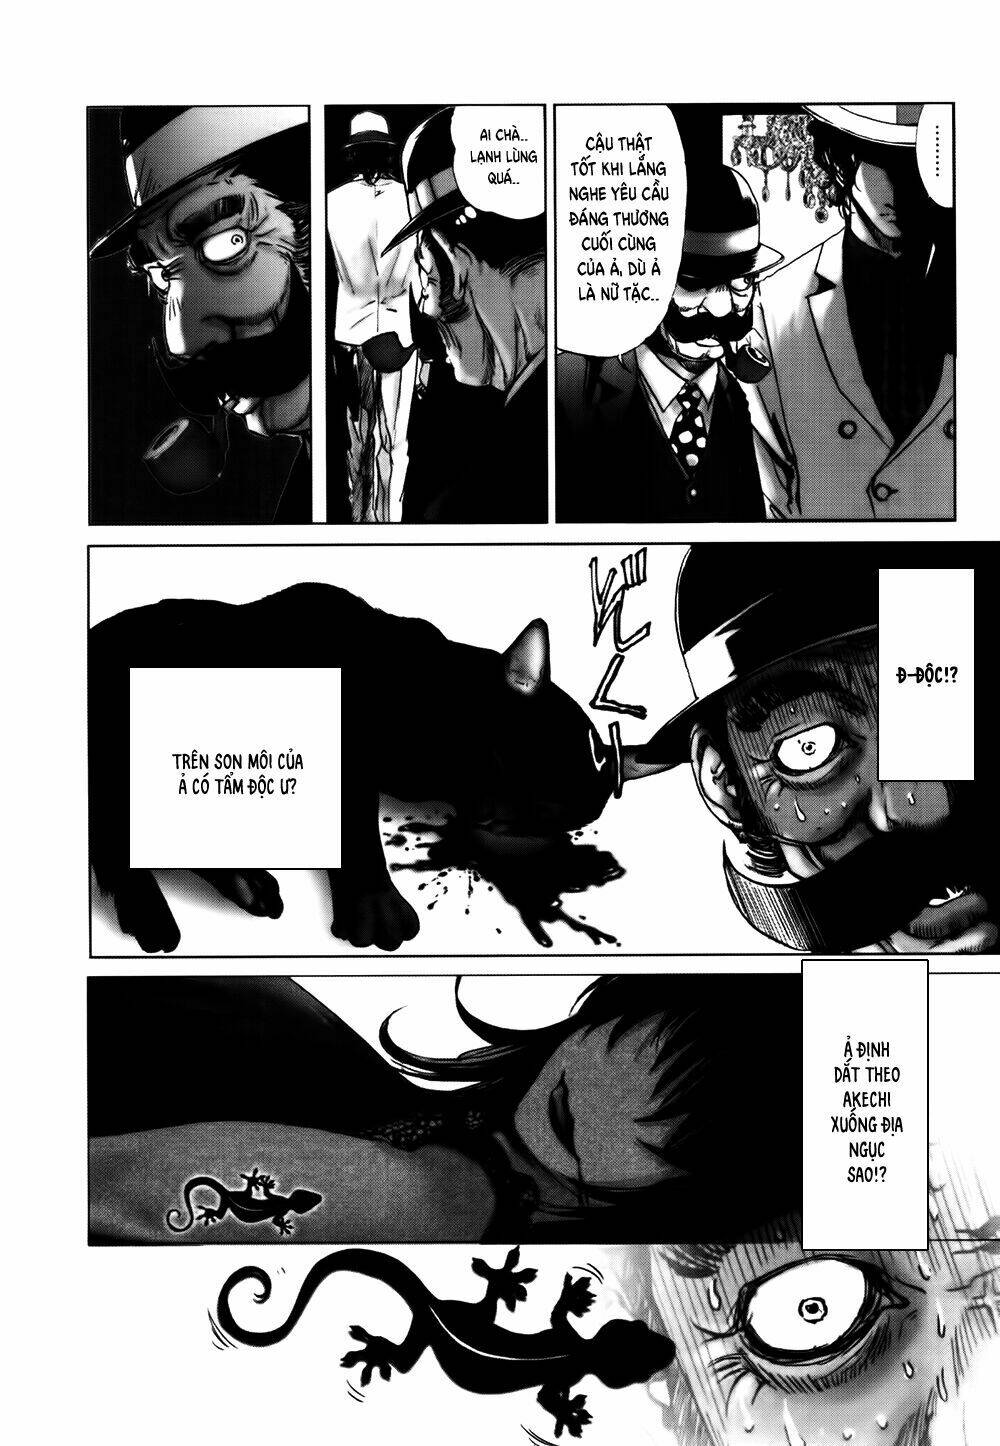 ..........
CẬU THẬT
TỐT KHI LẮNG
NGHE YÊU CẦU
ĐÁNG THƯƠNG
CUỐI CÙNG
CỦA Ả, DÙ Ả
LÀ NỮ TẶC..
AI CHÀ..
LẠNH LÙNG
QUÁ..
Đ-ĐỘC!?
TRÊN SON MÔI CỦA
Ả CÓ TẨM ĐỘC Ư?
Ả ĐỊNH
DẮT THEO
AKECHI
XUỐNG ĐỊA
NGỤC
SAO!?